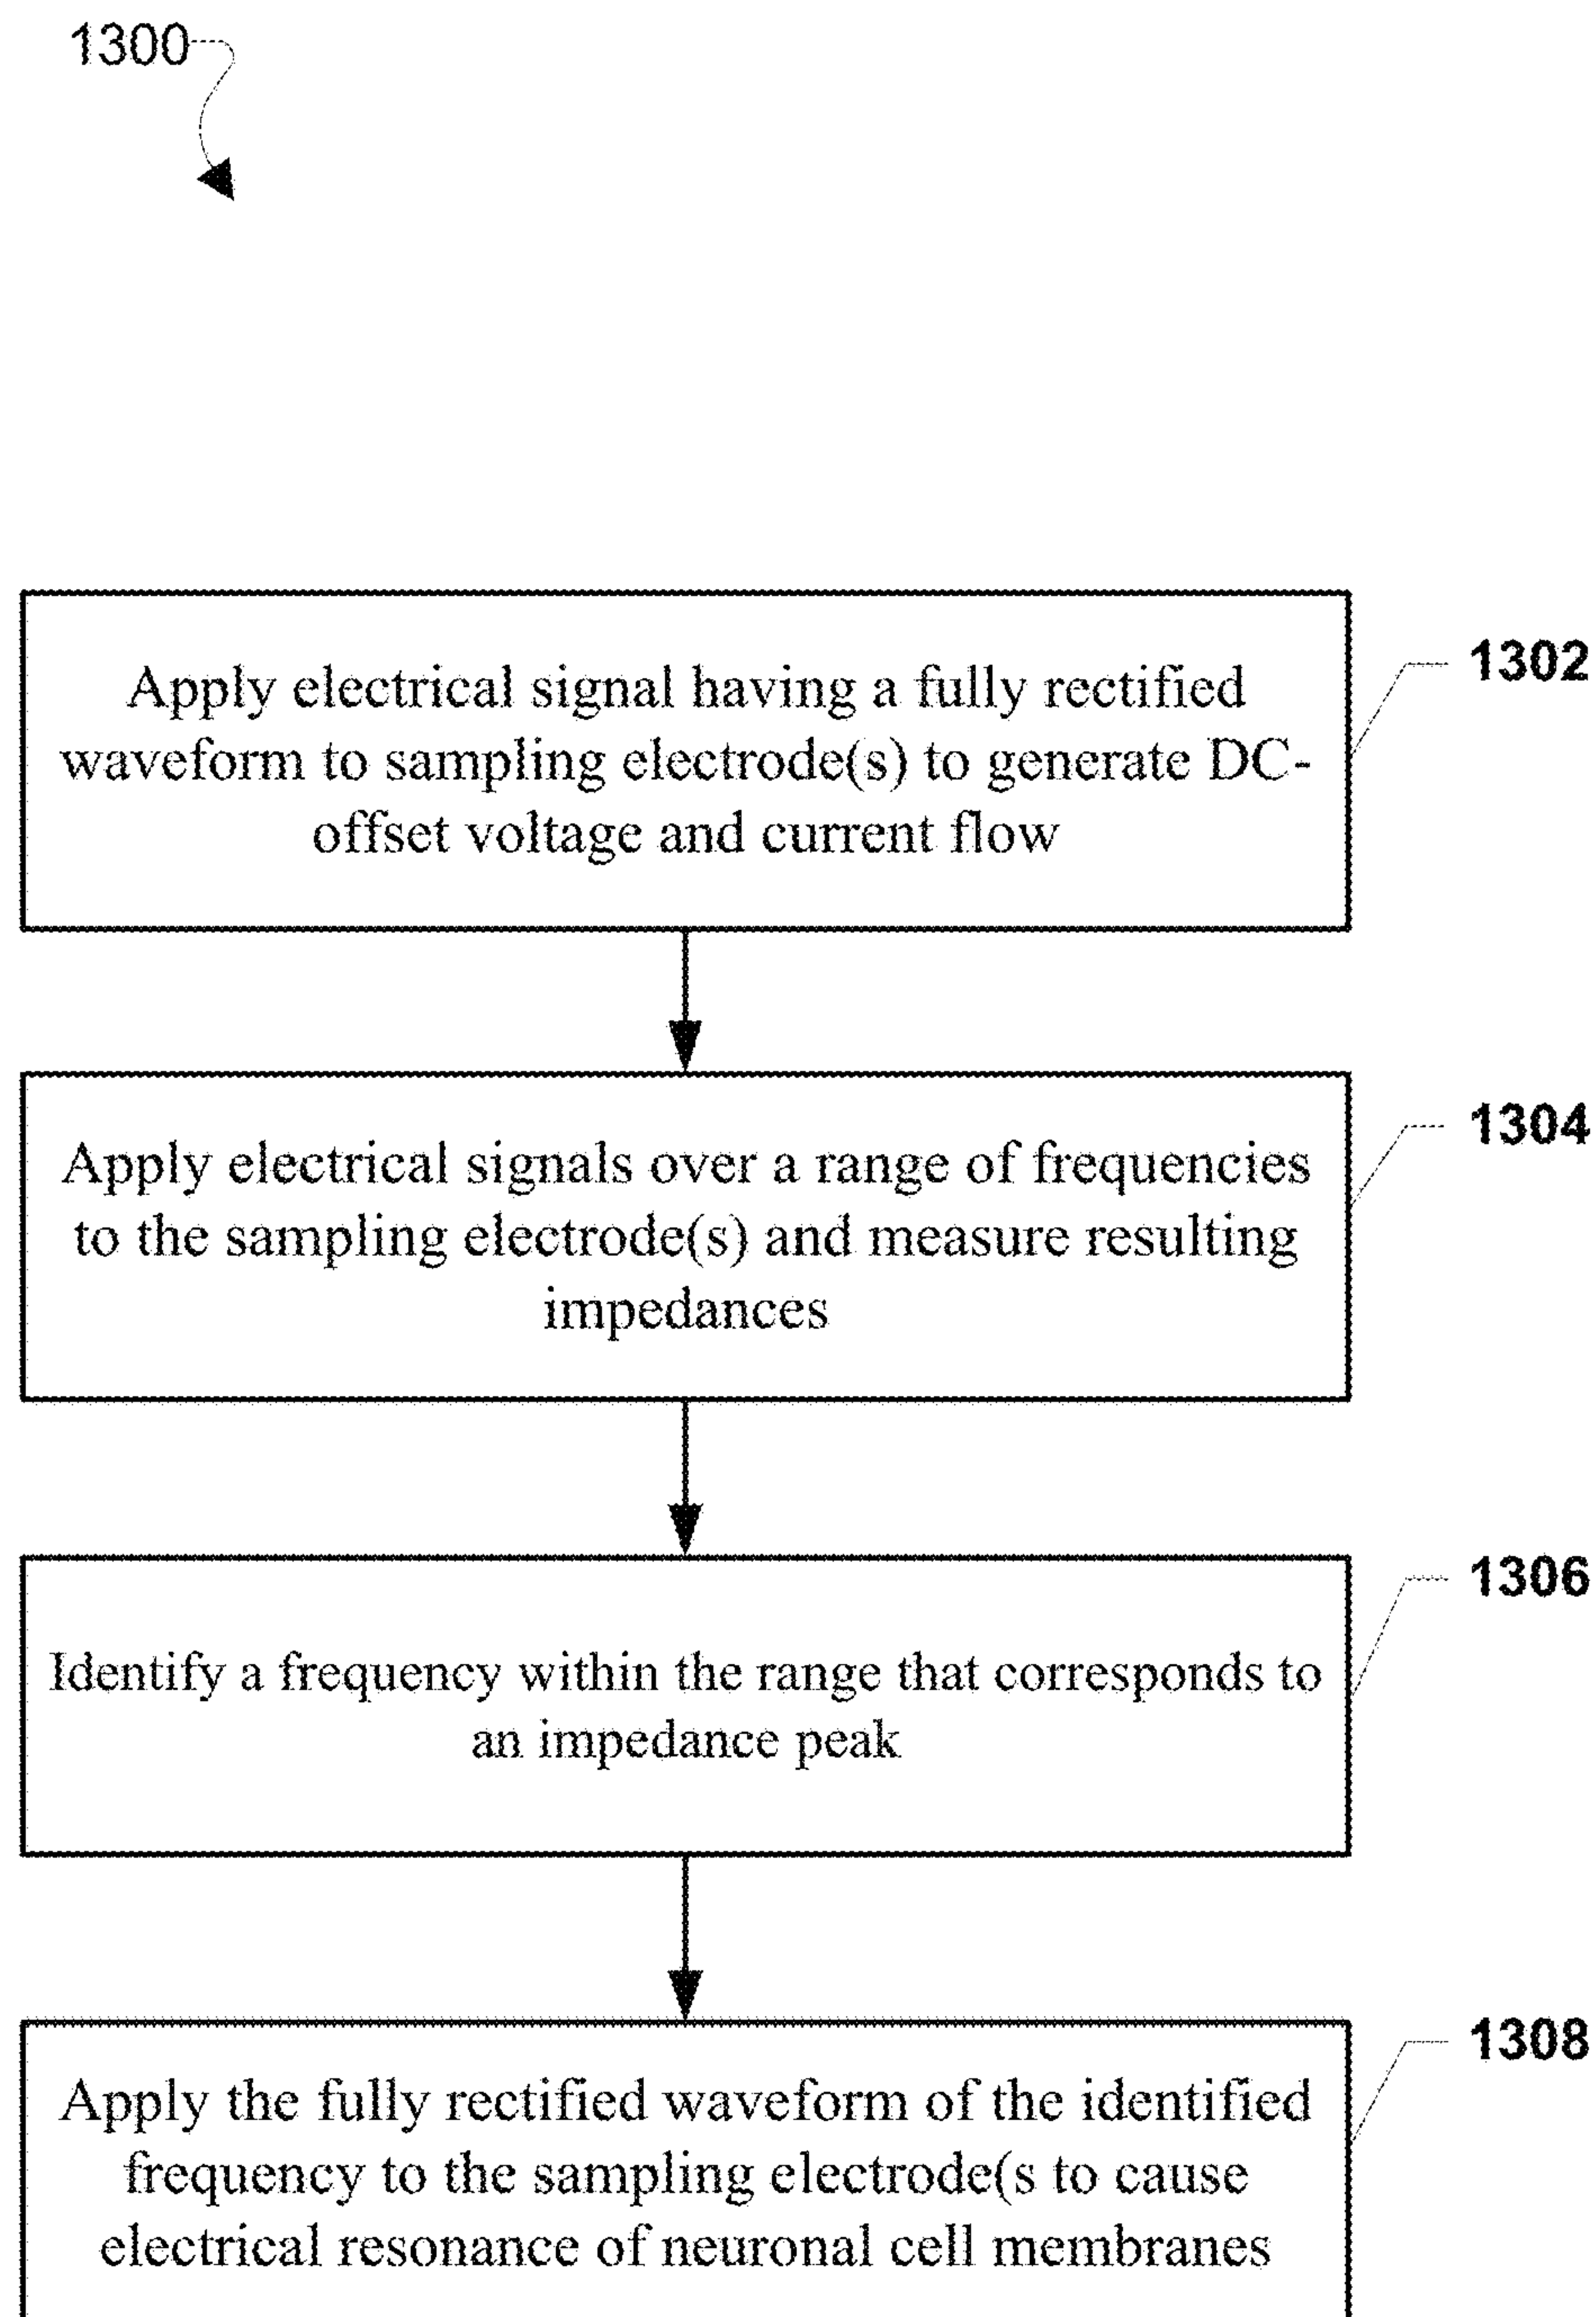 1300
Apply electrical signal having a fully rectified
waveform to sampling electrode(s) to generate DC-
offset voltage and current flow
1302
Apply electrical signals over a range of frequencies
to the sampling electrode(s) and measure resulting
impedances
1304
Identify a frequency within the range that corresponds to
an impedance peak
1306
Apply the fully rectified waveform of the identified
frequency to the sampling electrode(s to cause
electrical resonance of neuronal cell membranes
1308